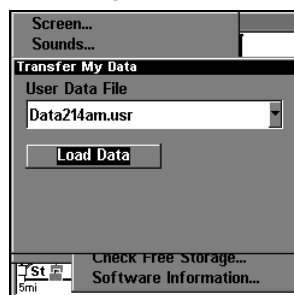 Screen...
Sounds...
Transfer My Data
User Data File
Data214am.usr
Load Data
Check Free Storage...
St
5mi
Software Information...